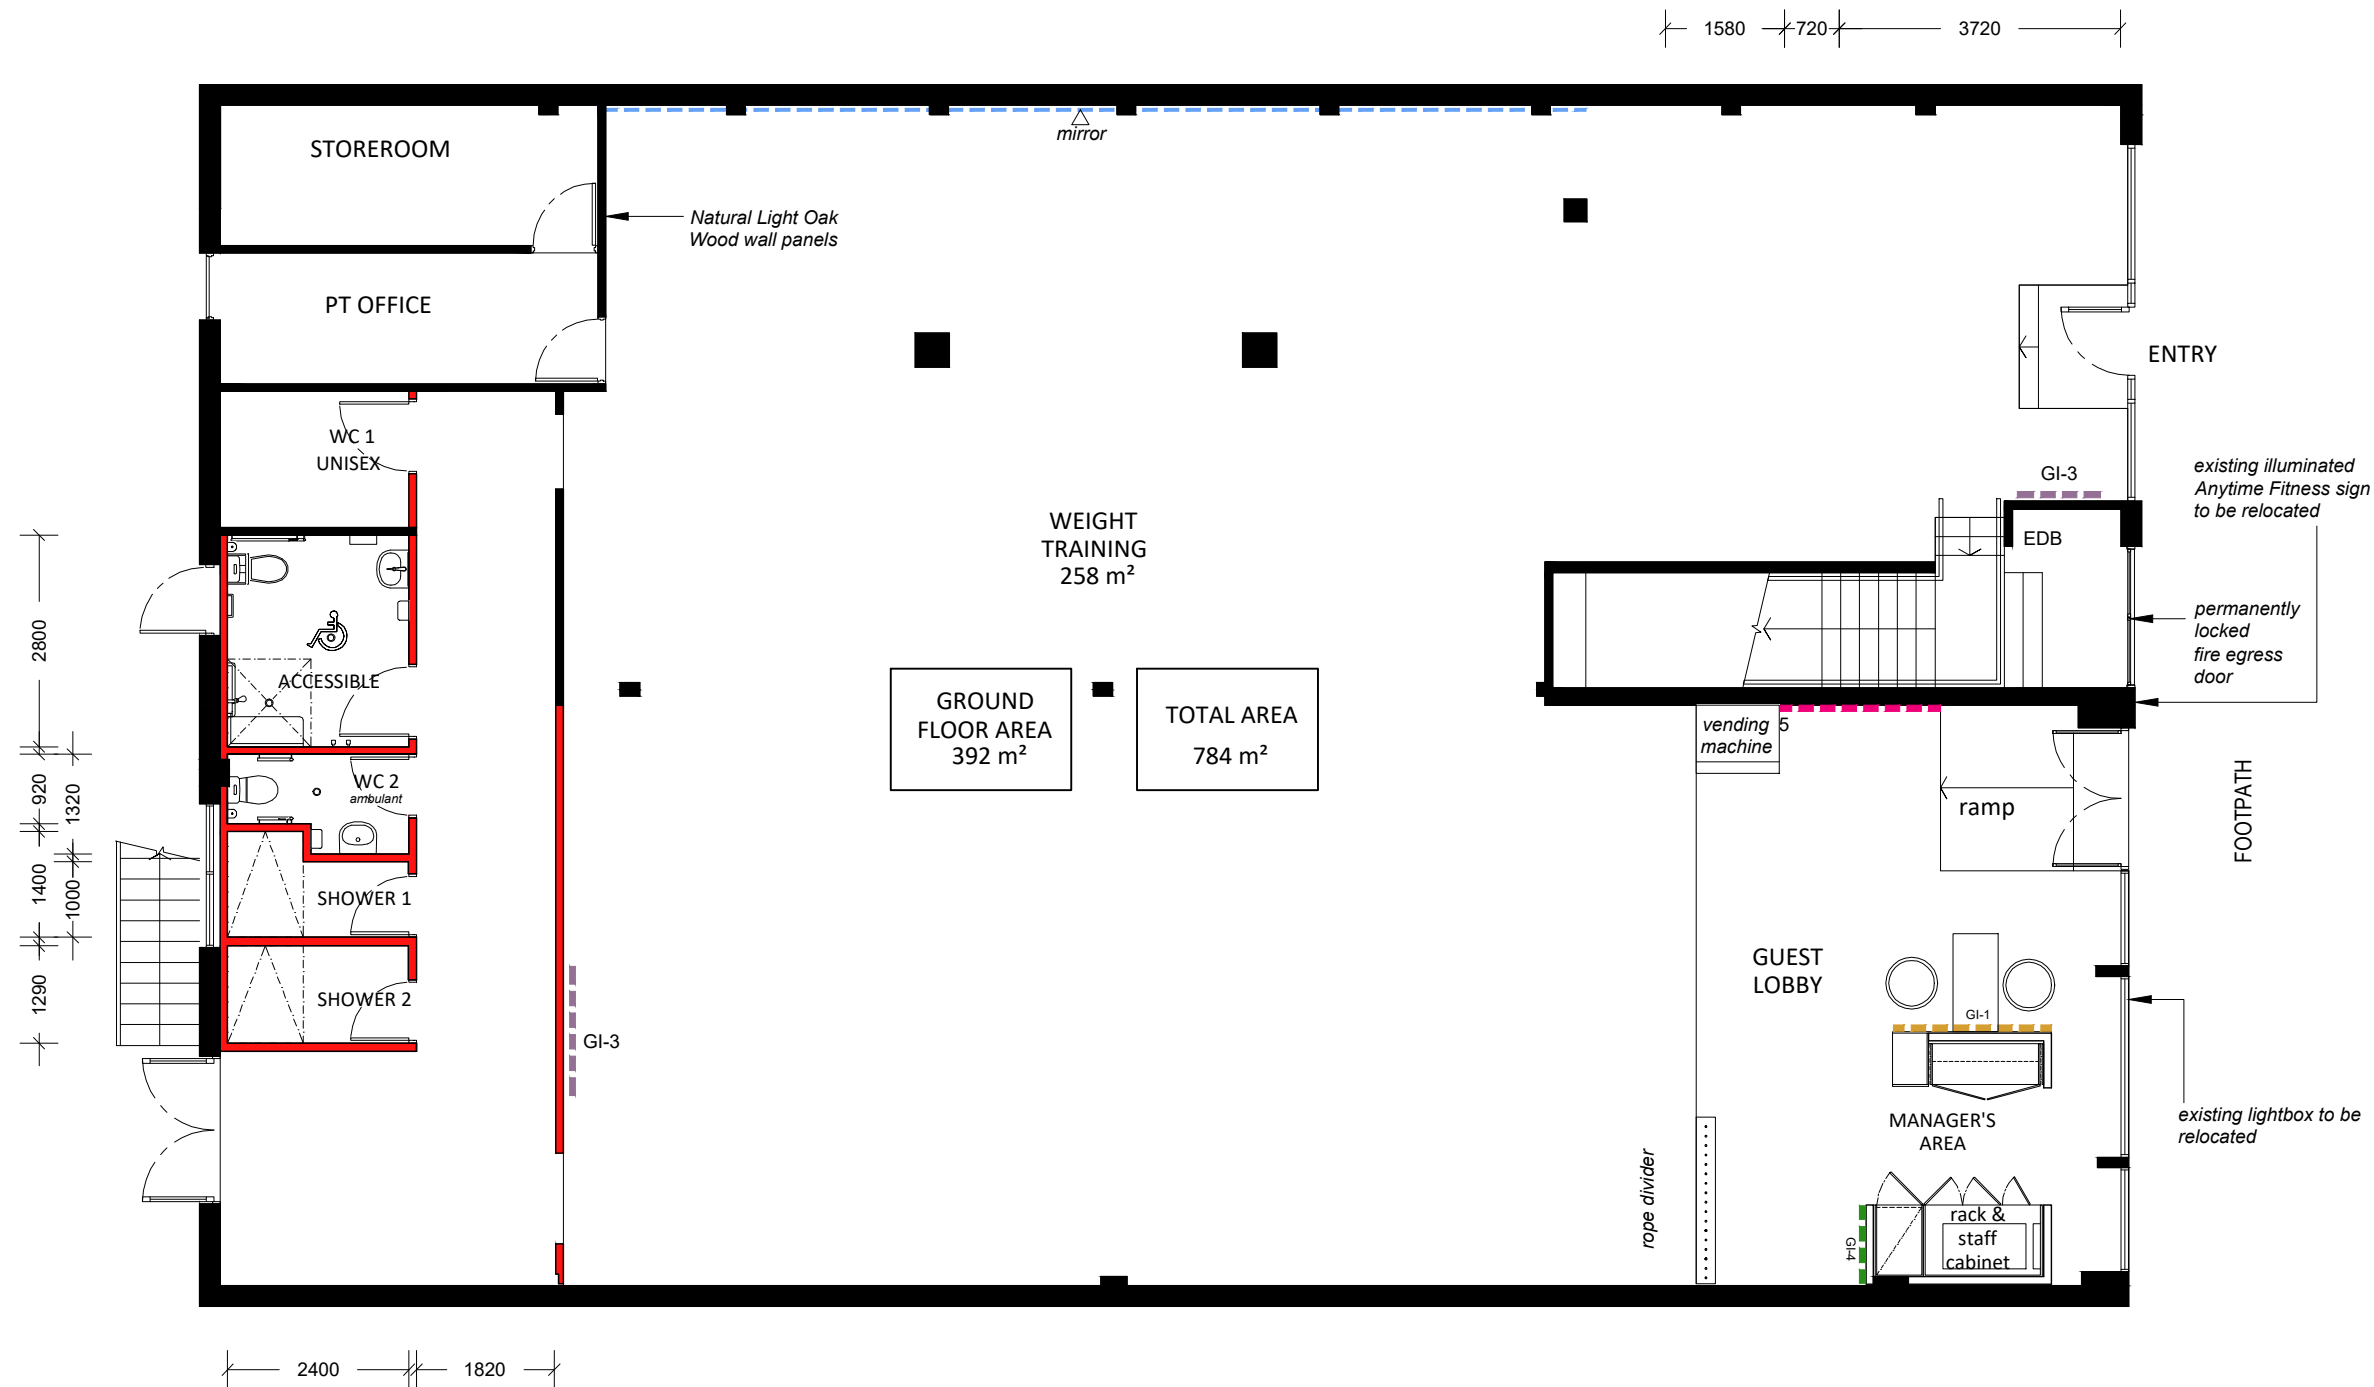 1580
720
3720
STOREROOM
mirror
Natural Light Oak
Wood wall panels
PT OFFICE
ENTRY
WC 1
UNISEX
GI-3
existing illuminated
Anytime Fitness sign
to be relocated
WEIGHT
TRAINING
258 m²
EDB
permanently
locked
fire egress
door
2800
ACCESSIBLE
GROUND
FLOOR AREA
392 m²
TOTAL AREA
784 m²
vending
machine
5
920
1320
WC 2
ambulant
ramp
FOOTPATH
1400
1000
SHOWER 1
GUEST
LOBBY
1290
SHOWER 2
GI-1
GI-3
MANAGER'S
AREA
existing lightbox to be
relocated
rope divider
rack &
staff
cabinet
GI-4
2400
1820